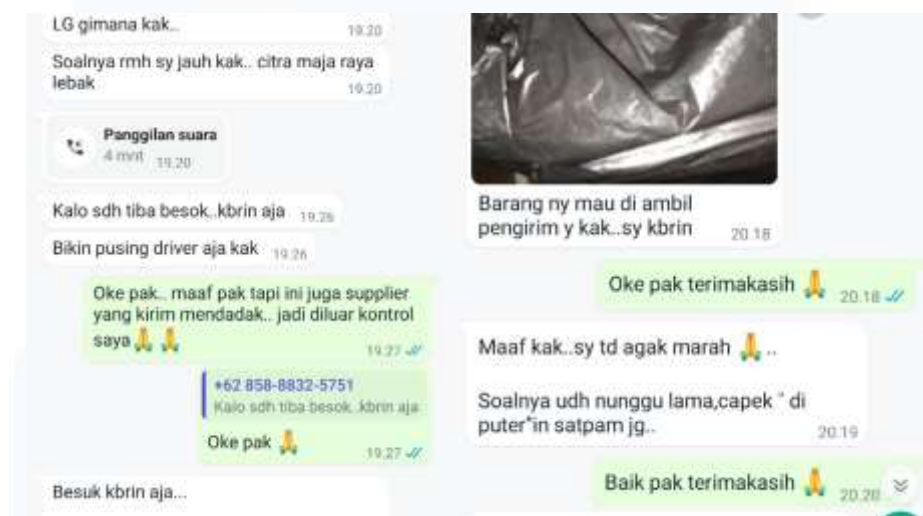 LG gimana kak..
19.20
Soalnya rmh sy jauh kak.. citra maja raya
lebak
19.20
Panggilan suara
4 mnt 19.20
Kalo sdh tiba besok..kbrin aja 19.26
Bikin pusing driver aja kak 19.26
Oke pak.. maaf pak tapi ini juga supplier
yang kirim mendadak.. jadi diluar kontrol
saya 🙏 🙏
19.27
+62 858-8832-5751
Kalo sdh tiba besok..kbrin aja
Oke pak 🙏
19.27
Besuk kbrin aja...
Barang ny mau di ambil
pengirim y kak..sy kbrin 20.18
Oke pak terimakasih 🙏 20.18
Maaf kak..sy td agak marah 🙏 ..
Soalnya udh nunggu lama,capek " di
puter"in satpam jg..
20.19
Baik pak terimakasih 🙏 20.20